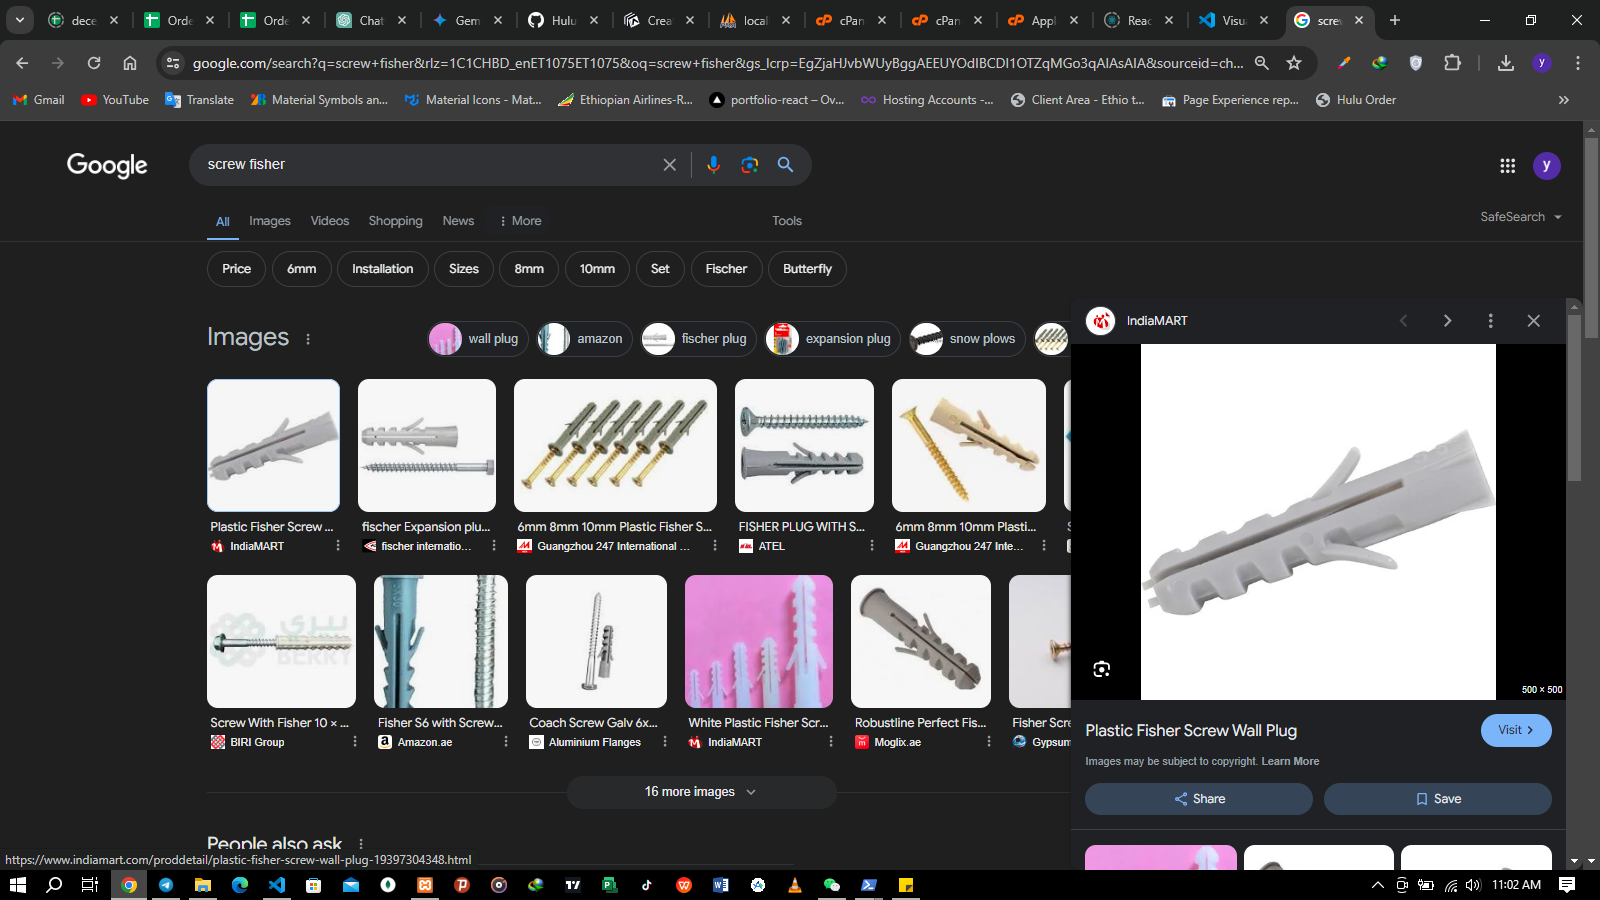 dece
Orde
Orde
Chat
Gem
Hulu
Crea
local
cPan
cPan
Appl
Reac
Visua
screw
google.com/search?q=screw+fisher&rlz=1C1CHBD_enET1075ET1075&oq=screw+fisher&gs_lcrp=EgZjaHJvbWUyBggAEEUYOdIBCDI1OTZqMGo3qAIAsAIA&sourceid=ch...
y
Gmail
YouTube
Translate
Material Symbols an...
Material Icons - Mat...
Ethiopian Airlines-R...
portfolio-react – Ov...
Hosting Accounts -...
Client Area - Ethio t...
Page Experience rep...
Hulu Order
Google
screw fisher
y
All
Images
Videos
Shopping
News
More
Tools
SafeSearch
Price
6mm
Installation
Sizes
8mm
10mm
Set
Fischer
Butterfly
Images
wall plug
amazon
fischer plug
expansion plug
snow plows
Plastic Fisher Screw ...
IndiaMART
fischer Expansion plu...
fischer internatio...
6mm 8mm 10mm Plastic Fisher S...
Guangzhou 247 International ...
FISHER PLUG WITH S...
ATEL
6mm 8mm 10mm Plasti...
Guangzhou 247 Inte...
بيري
BERRY
Screw With Fisher 10 × ...
BIRI Group
Fisher S6 with Screw...
Amazon.ae
Coach Screw Galv 6x...
Aluminium Flanges
White Plastic Fisher Scr...
IndiaMART
Robustline Perfect Fis...
Moglix.ae
Fisher Scre
Gypsum
16 more images
People also ask
https://www.indiamart.com/proddetail/plastic-fisher-screw-wall-plug-19397304348.html
IndiaMART
500 × 500
Plastic Fisher Screw Wall Plug
Visit
Images may be subject to copyright. Learn More
Share
Save
11:02 AM